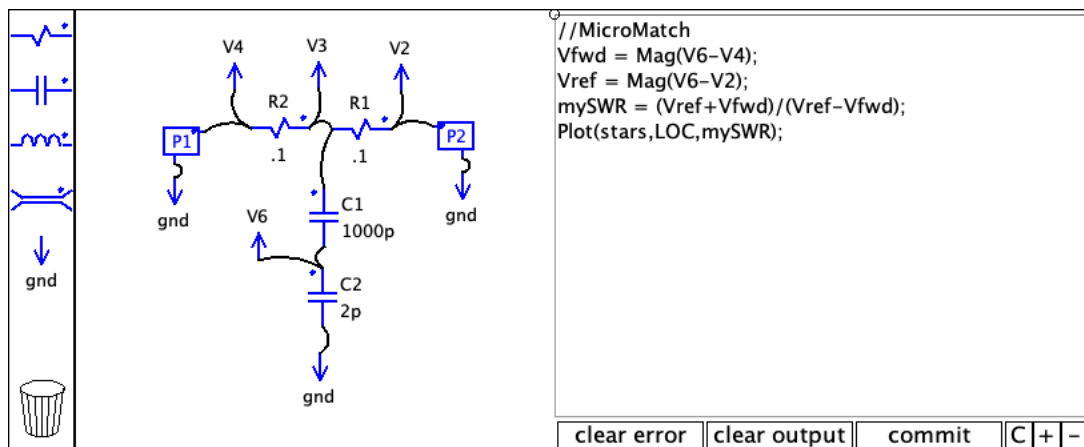 //MicroMatch
Vfwd = Mag(V6-V4);
Vref = Mag(V6-V2);
mySWR = (Vref+Vfwd)/(Vref-Vfwd);
Plot(stars,LOC,mySWR);
V4
V3
V2
R2
R1
P1
P2
.1
.1
gnd
gnd
C1
1000p
V6
C2
2p
gnd
gnd
clear error
clear output
commit
C
+
-